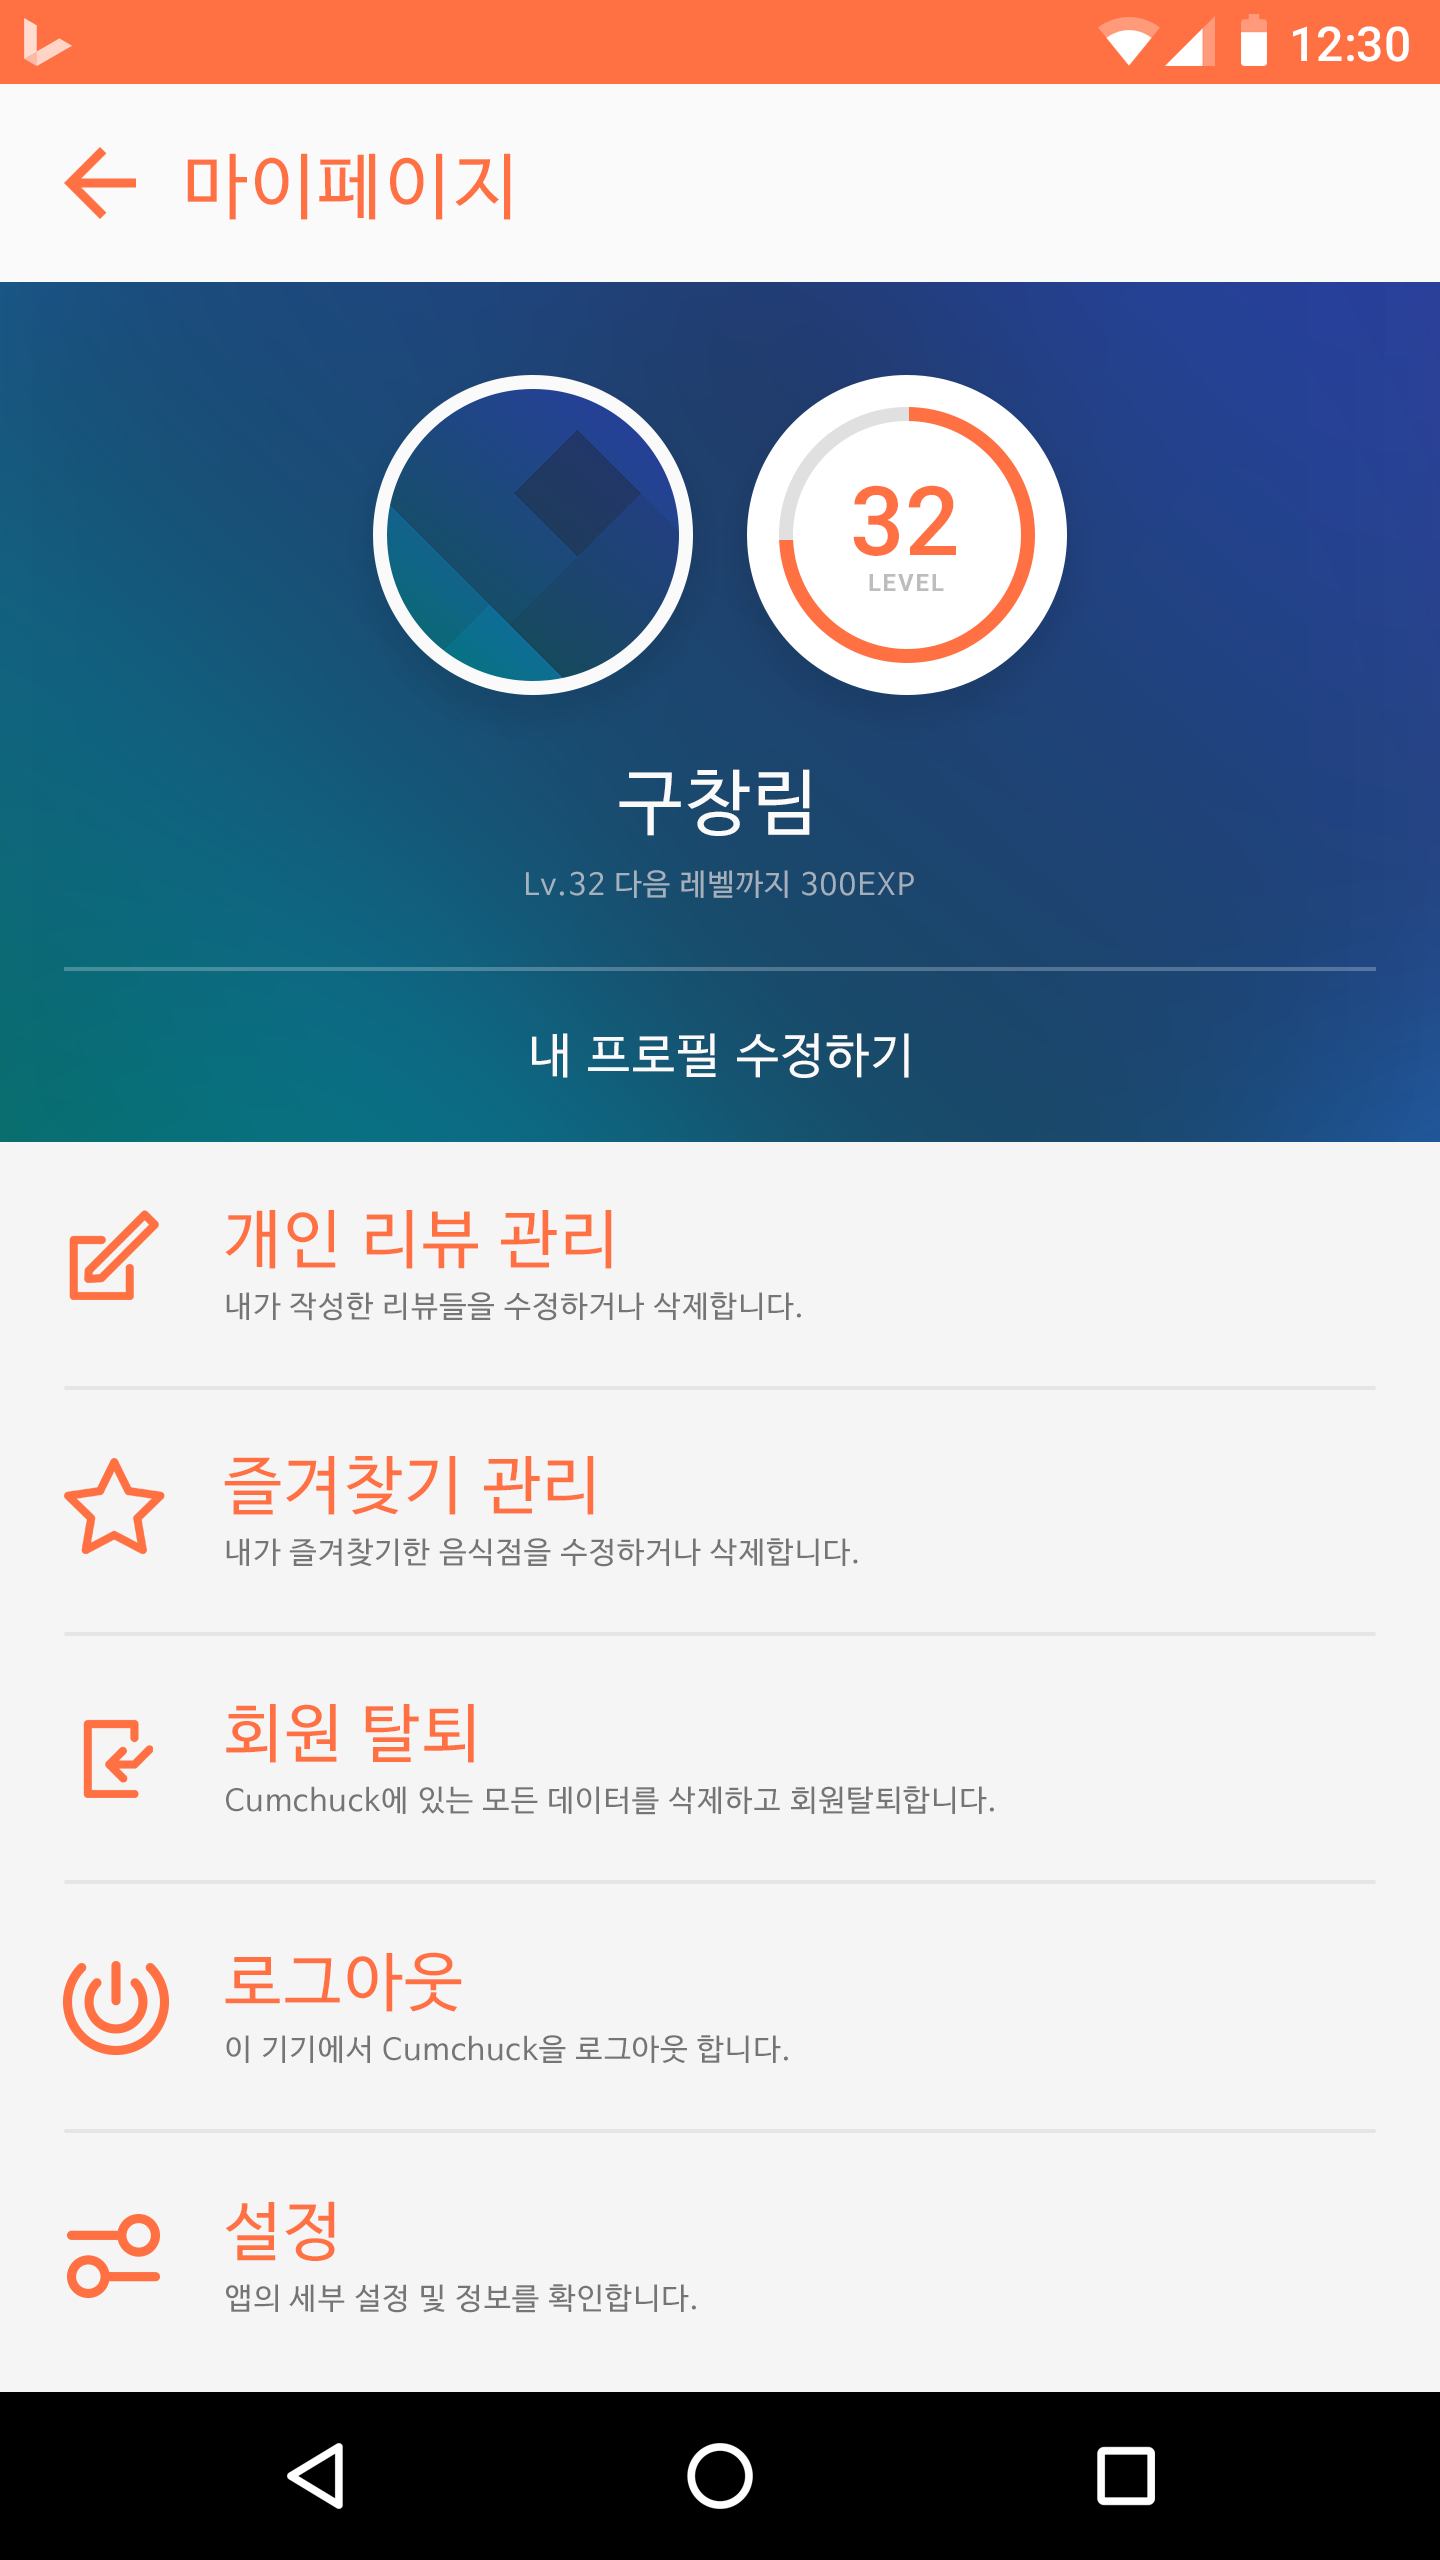 12:30
마이페이지
32
LEVEL
구창림
Lv.32 다음 레벨까지 300EXP
내 프로필 수정하기
개인 리뷰 관리
내가 작성한 리뷰들을 수정하거나 삭제합니다.
즐겨찾기 관리
내가 즐겨찾기한 음식점을 수정하거나 삭제합니다.
회원 탈퇴
Cumchuck에 있는 모든 데이터를 삭제하고 회원탈퇴합니다.
로그아웃
이 기기에서 Cumchuck을 로그아웃 합니다.
설정
앱의 세부 설정 및 정보를 확인합니다.